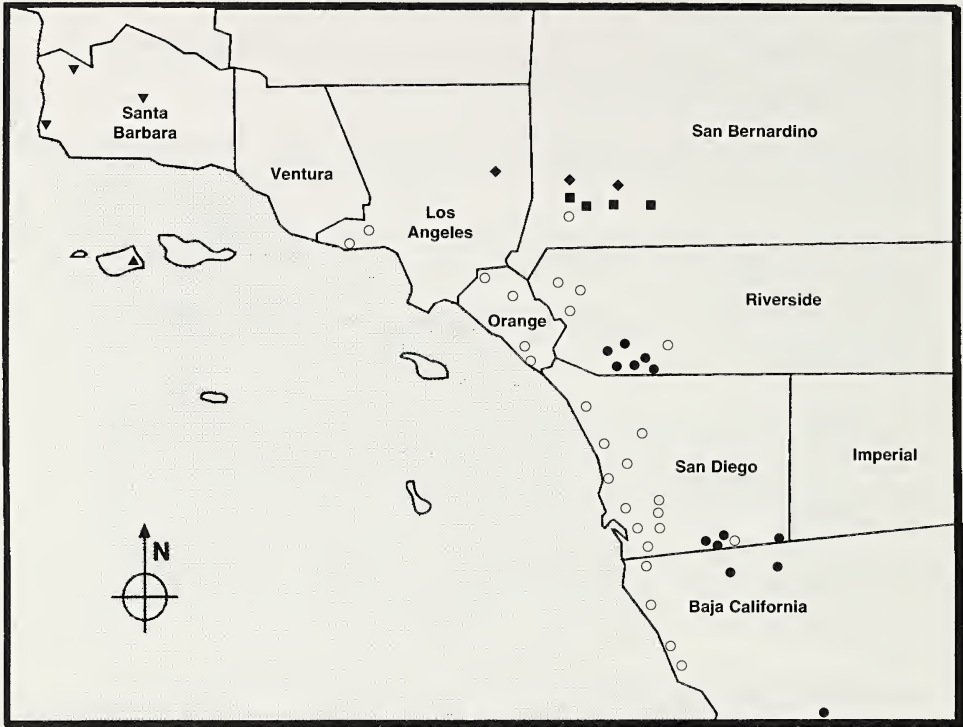 Santa
Barbara
San Bernardino
Ventura
Los
Angeles
Riverside
Orange
San Diego
Imperial
N
Baja California